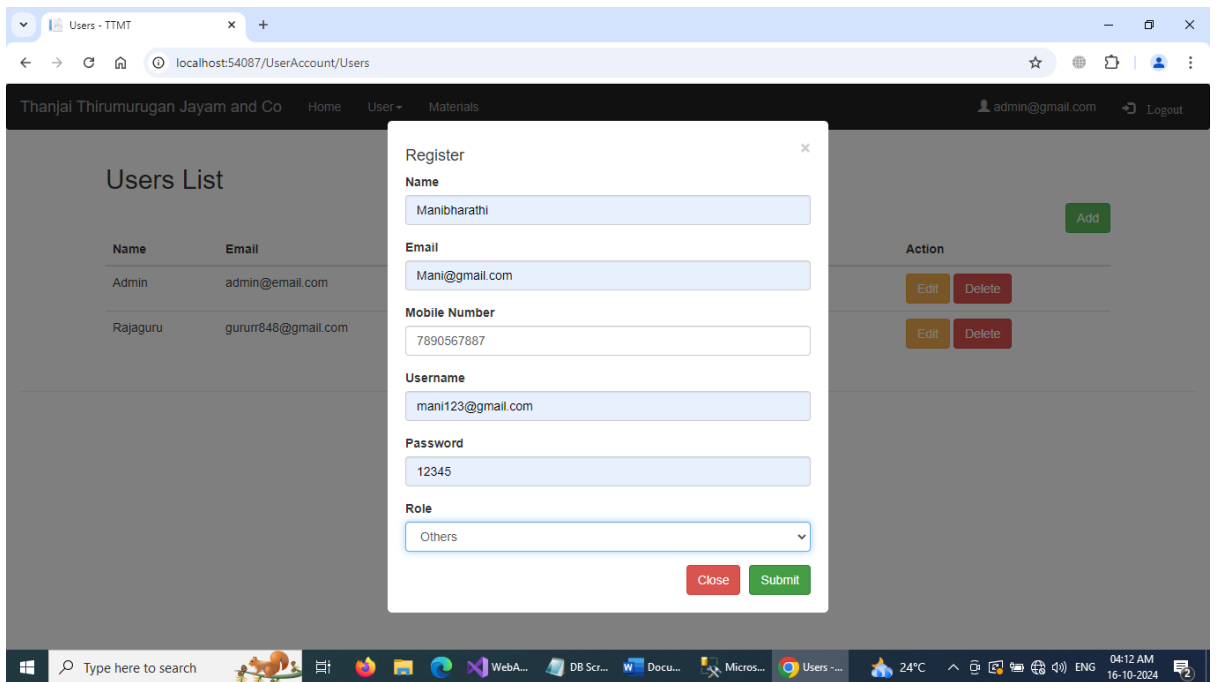 Users - TTMT
localhost:54087/UserAccount/Users
Thanjai Thirumurugan Jayam and Co Home User Materials admin@gmail.com Logout
Users List
Add
Name Email Action
Admin admin@email.com Edit Delete
Rajaguru gururr848@gmail.com Edit Delete
Register ×
Name
Manibharathi
Email
Mani@gmail.com
Mobile Number
7890567887
Username
mani123@gmail.com
Password
12345
Role
Others
Close Submit
Type here to search WebA... DB Scr... Docu... Micros... Users -... 24°C ENG 04:12 AM
16-10-2024